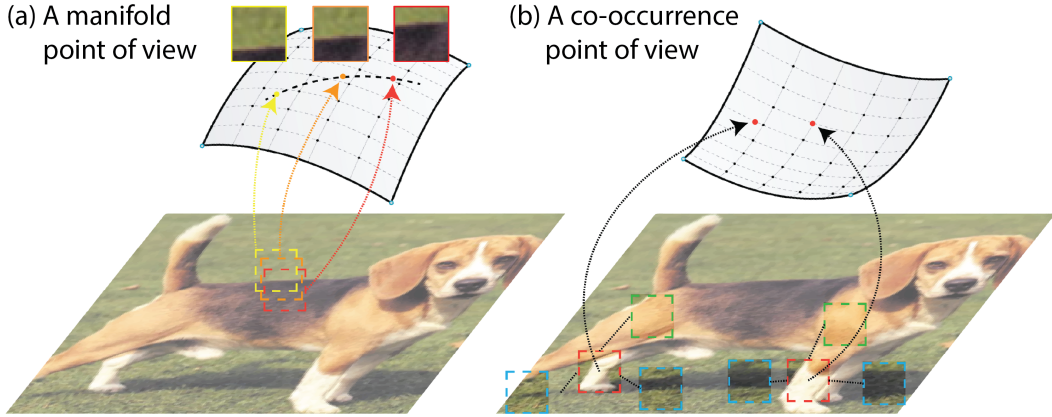 (a) A manifold
point of view
(b) A co-occurrence
point of view